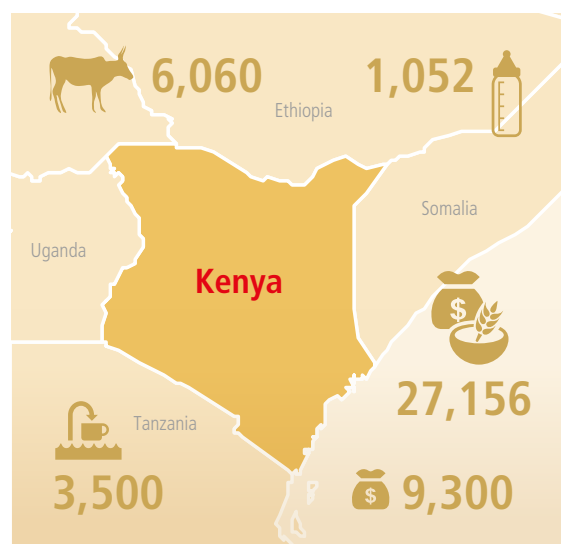 6,060
1,052
Ethiopia
Somalia
Uganda
Kenya
$
27,156
Tanzania
3,500
$
9,300